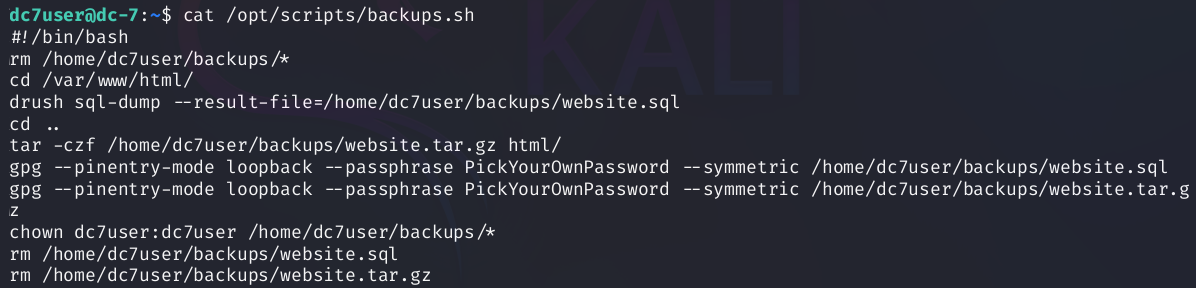 dc7user@dc-7:~$ cat /opt/scripts/backups.sh
#!/bin/bash
rm /home/dc7user/backups/*
cd /var/www/html/
drush sql-dump --result-file=/home/dc7user/backups/website.sql
cd ..
tar -czf /home/dc7user/backups/website.tar.gz html/
gpg --pinentry-mode loopback --passphrase PickYourOwnPassword --symmetric /home/dc7user/backups/website.sql
gpg --pinentry-mode loopback --passphrase PickYourOwnPassword --symmetric /home/dc7user/backups/website.tar.g
z
chown dc7user:dc7user /home/dc7user/backups/*
rm /home/dc7user/backups/website.sql
rm /home/dc7user/backups/website.tar.gz
KALI